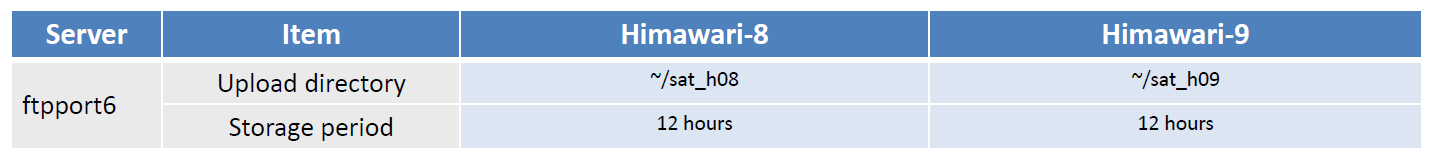 Server Item Himawari-8 Himawari-9
ftpport6 Upload directory ~/sat_h08 ~/sat_h09
Storage period 12 hours 12 hours